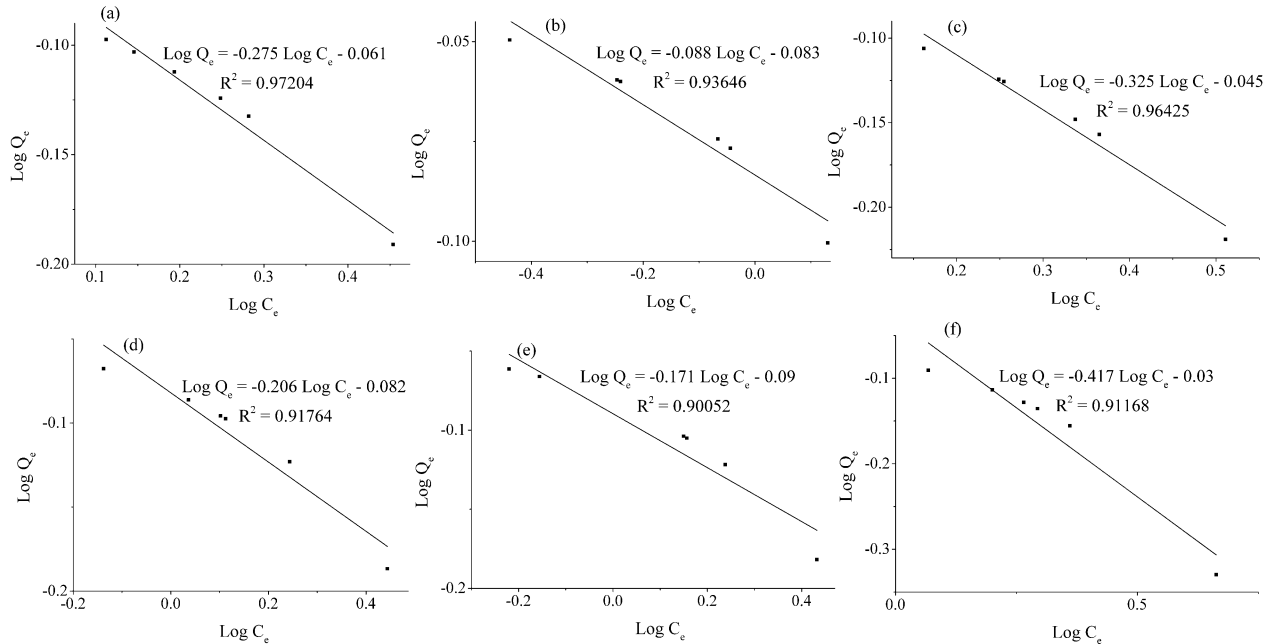 (a)
Log Qₑ = -0.275 Log Cₑ - 0.061
R² = 0.97204
-0.10
-0.15
-0.20
Log Qₑ
0.1
0.2
0.3
0.4
Log Cₑ
(b)
Log Qₑ = -0.088 Log Cₑ - 0.083
R² = 0.93646
-0.05
-0.10
Log Qₑ
-0.4
-0.2
0.0
Log Cₑ
(c)
Log Qₑ = -0.325 Log Cₑ - 0.045
R² = 0.96425
-0.10
-0.15
-0.20
Log Qₑ
0.2
0.3
0.4
0.5
Log Cₑ
(d)
Log Qₑ = -0.206 Log Cₑ - 0.082
R² = 0.91764
-0.1
-0.2
Log Qₑ
0.0
0.2
0.4
Log Cₑ
(e)
Log Qₑ = -0.171 Log Cₑ - 0.09
R² = 0.90052
-0.1
-0.2
Log Qₑ
-0.2
0.0
0.2
0.4
Log Cₑ
(f)
Log Qₑ = -0.417 Log Cₑ - 0.03
R² = 0.91168
-0.1
-0.2
-0.3
Log Qₑ
0.0
0.5
Log Cₑ